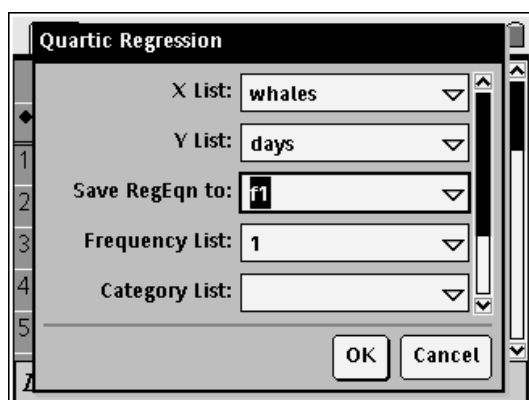 Quartic Regression
X List: whales
Y List: days
Save RegEqn to: f1
Frequency List: 1
Category List:
1
2
3
4
5
OK Cancel